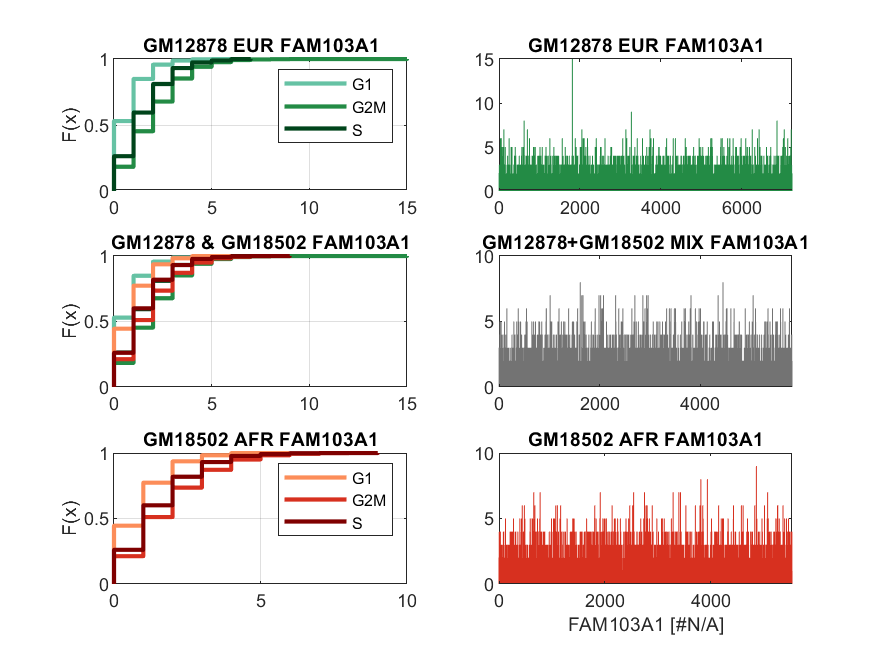 GM12878 EUR FAM103A1
F(x)
0
0.5
1
0
5
10
15
G1
G2M
S
GM12878 EUR FAM103A1
0
5
10
15
0
2000
4000
6000
GM12878 & GM18502 FAM103A1
F(x)
0
0.5
1
0
5
10
15
GM12878+GM18502 MIX FAM103A1
0
5
10
0
2000
4000
GM18502 AFR FAM103A1
F(x)
0
0.5
1
0
5
10
G1
G2M
S
GM18502 AFR FAM103A1
0
5
10
0
2000
4000
FAM103A1 [#N/A]